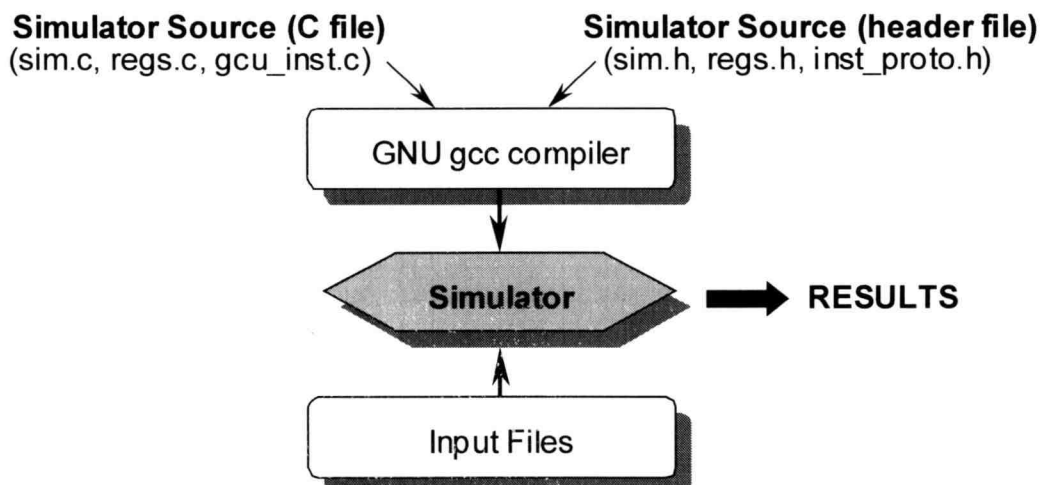 Simulator Source (C file)
(sim.c, regs.c, gcu_inst.c)
Simulator Source (header file)
(sim.h, regs.h, inst_proto.h)
GNU gcc compiler
Simulator
RESULTS
Input Files